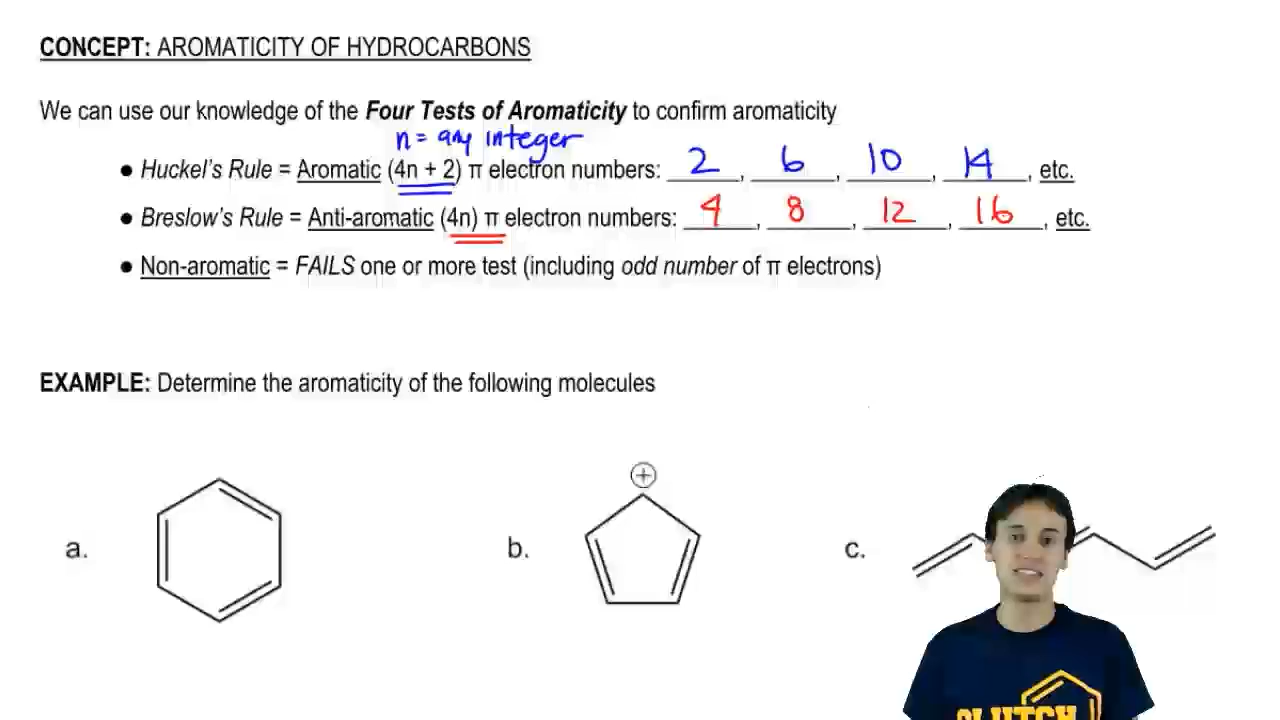 CONCEPT: AROMATICITY OF HYDROCARBONS
We can use our knowledge of the Four Tests of Aromaticity to confirm aromaticity
n = any integer
● Huckel's Rule = Aromatic (4n + 2) π electron numbers: 2, 6, 10, 14, etc.
● Breslow's Rule = Anti-aromatic (4n) π electron numbers: 4, 8, 12, 16, etc.
● Non-aromatic = FAILS one or more test (including odd number of π electrons)
EXAMPLE: Determine the aromaticity of the following molecules
+
a.
b.
c.
CLUTCH